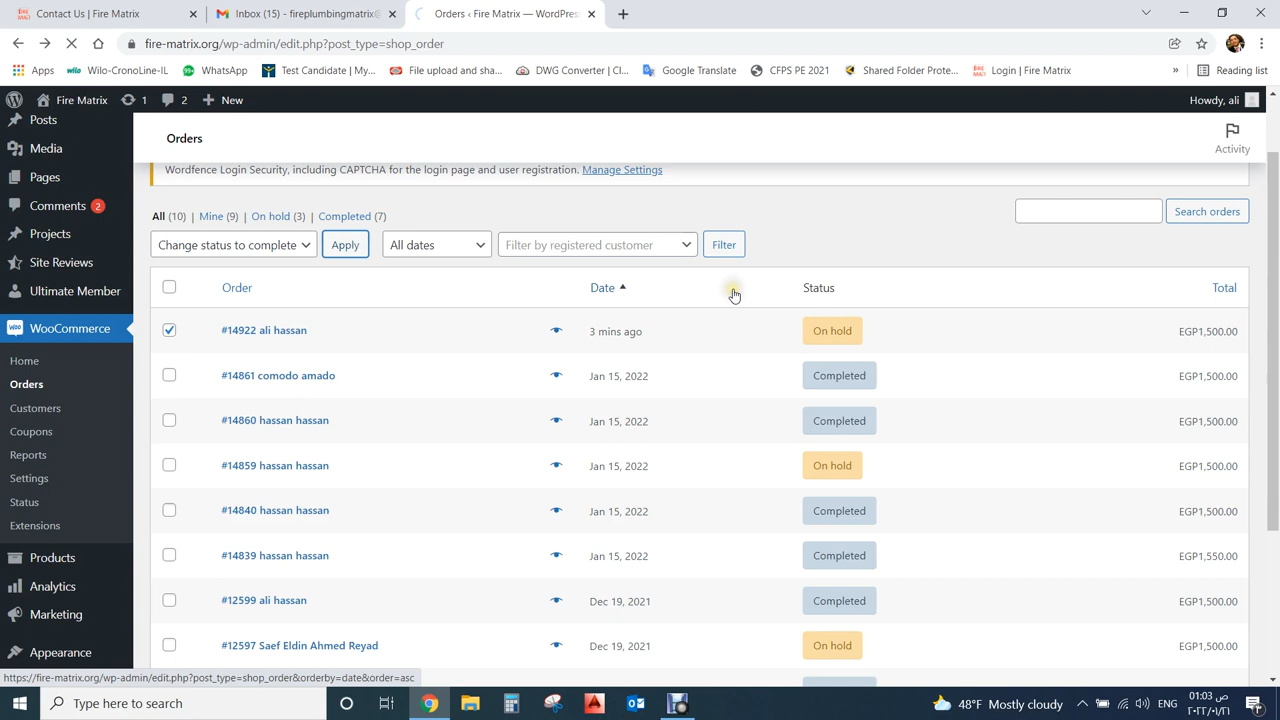 Contact Us | Fire Matrix
Inbox (15) - fireplumbingmatrix@
Orders ‹ Fire Matrix — WordPres
fire-matrix.org/wp-admin/edit.php?post_type=shop_order
Apps
Wilo-CronoLine-IL
99+ WhatsApp
Test Candidate | My...
File upload and sha...
DWG Converter | Cl...
Google Translate
CFPS PE 2021
Shared Folder Prote...
Login | Fire Matrix
»
Reading list
Fire Matrix
1
2
New
Howdy, ali
Posts
Media
Pages
Comments 2
Projects
Site Reviews
Ultimate Member
WooCommerce
Home
Orders
Customers
Coupons
Reports
Settings
Status
Extensions
Products
Analytics
Marketing
Appearance
Orders
Activity
Wordfence Login Security, including CAPTCHA for the login page and user registration. Manage Settings
All (10) | Mine (9) | On hold (3) | Completed (7)
Search orders
Change status to complete
Apply
All dates
Filter by registered customer
Filter
Order Date Status Total
#14922 ali hassan 3 mins ago On hold EGP1,500.00
#14861 comodo amado Jan 15, 2022 Completed EGP1,500.00
#14860 hassan hassan Jan 15, 2022 Completed EGP1,500.00
#14859 hassan hassan Jan 15, 2022 On hold EGP1,500.00
#14840 hassan hassan Jan 15, 2022 Completed EGP1,500.00
#14839 hassan hassan Jan 15, 2022 Completed EGP1,550.00
#12599 ali hassan Dec 19, 2021 Completed EGP1,500.00
#12597 Saef Eldin Ahmed Reyad Dec 19, 2021 On hold EGP1,500.00
https://fire-matrix.org/wp-admin/edit.php?post_type=shop_order&orderby=date&order=asc
Type here to search
48°F Mostly cloudy
ENG
01:03 ص